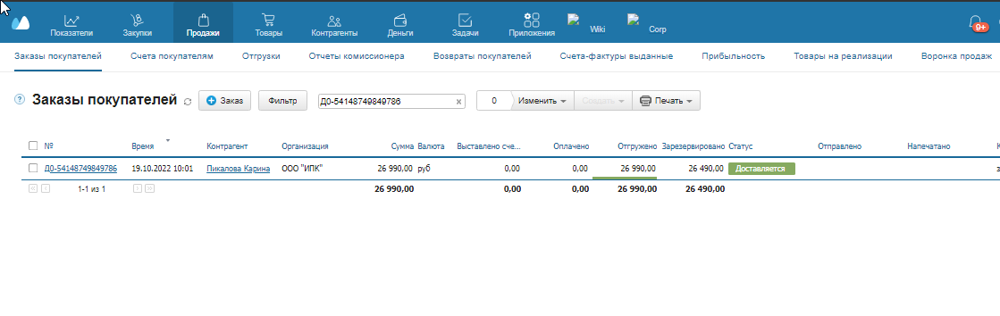 Показатели Закупки Продажи Товары Контрагенты Деньги Задачи Приложения Wiki Corp 9+
Заказы покупателей Счета покупателям Отгрузки Отчеты комиссионера Возвраты покупателей Счета-фактуры выданные Прибыльность Товары на реализации Воронка продаж
? Заказы покупателей Заказ Фильтр Д0-54148749849786 0 Изменить Создать Печать
№ Время Контрагент Организация Сумма Валюта Выставлено сче... Оплачено Отгружено Зарезервировано Статус Отправлено Напечатано К
Д0-54148749849786 19.10.2022 10:01 Пикалова Карина ООО "ИПК" 26 990,00 руб 0,00 0,00 26 990,00 26 490,00 Доставляется
1-1 из 1 26 990,00 0,00 0,00 26 990,00 26 490,00